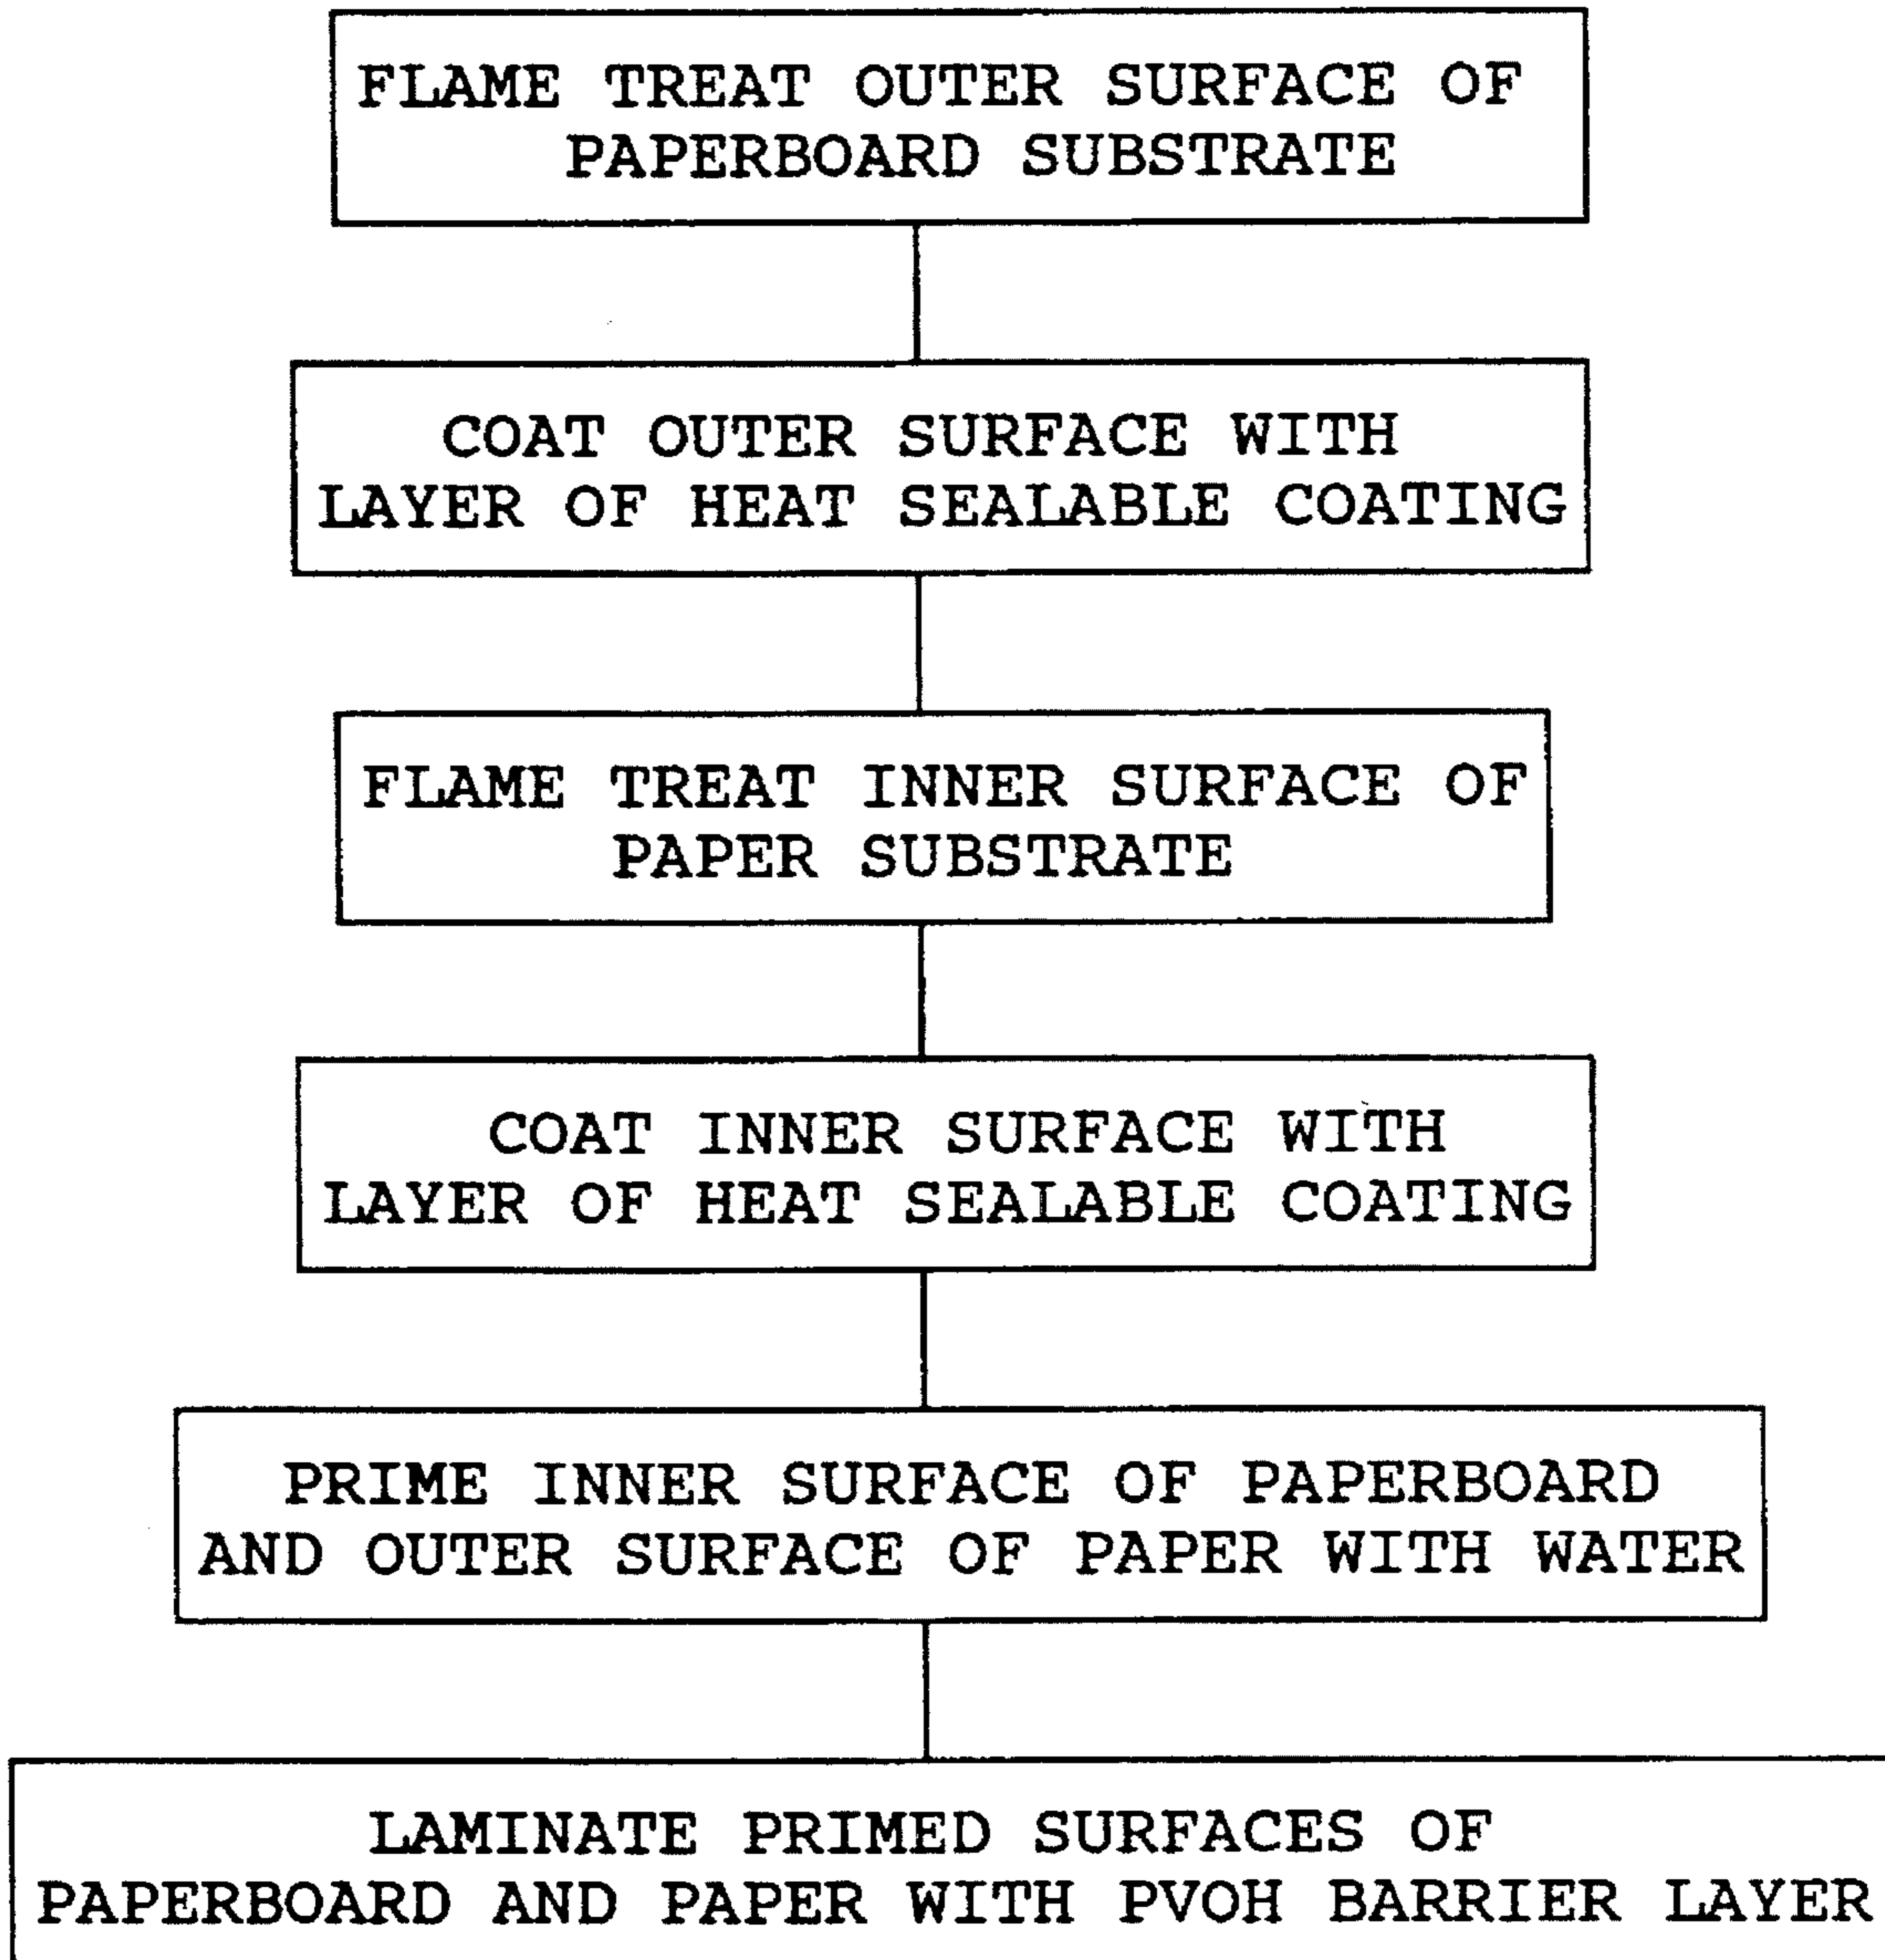 FLAME TREAT OUTER SURFACE OF
PAPERBOARD SUBSTRATE
COAT OUTER SURFACE WITH
LAYER OF HEAT SEALABLE COATING
FLAME TREAT INNER SURFACE OF
PAPER SUBSTRATE
COAT INNER SURFACE WITH
LAYER OF HEAT SEALABLE COATING
PRIME INNER SURFACE OF PAPERBOARD
AND OUTER SURFACE OF PAPER WITH WATER
LAMINATE PRIMED SURFACES OF
PAPERBOARD AND PAPER WITH PVOH BARRIER LAYER